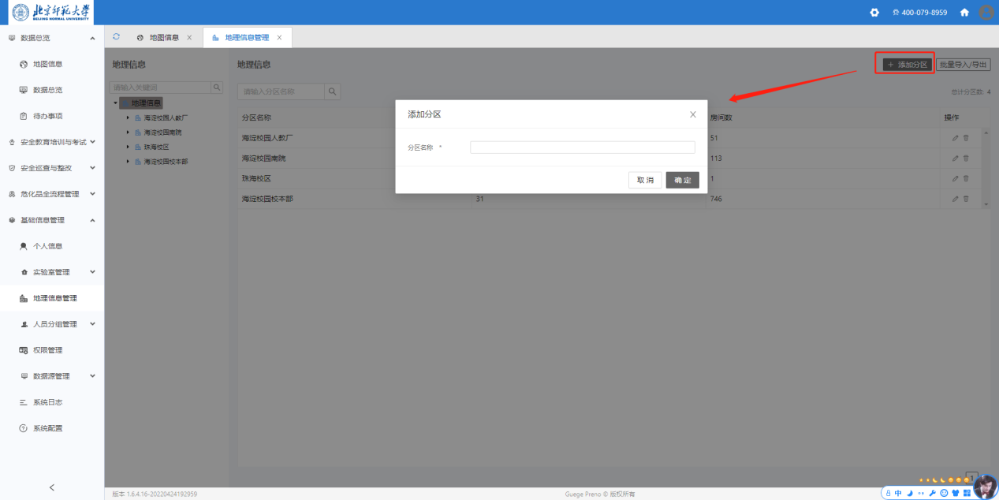 北京师范大学
BEIJING NORMAL UNIVERSITY
400-079-8959
数据总览
地图信息
数据总览
待办事项
安全教育培训与考试
安全巡查与整改
危化品全流程管理
基础信息管理
个人信息
实验室管理
地理信息管理
人员分组管理
权限管理
数据源管理
系统日志
系统配置
地图信息
地理信息管理
地理信息
请输入关键词
地理信息
海淀校园人教厂
海淀校园南院
珠海校区
海淀校园校本部
地理信息
添加分区
批量导入/导出
请输入分区名称
总计分区数: 4
分区名称 房间数 操作
海淀校园人教厂 51
海淀校园南院 113
珠海校区 1
海淀校园校本部 31 746
添加分区
分区名称 *
取 消 确 定
1
版本 1.6.4.16-20220424192959
Guege Preno © 版权所有
中